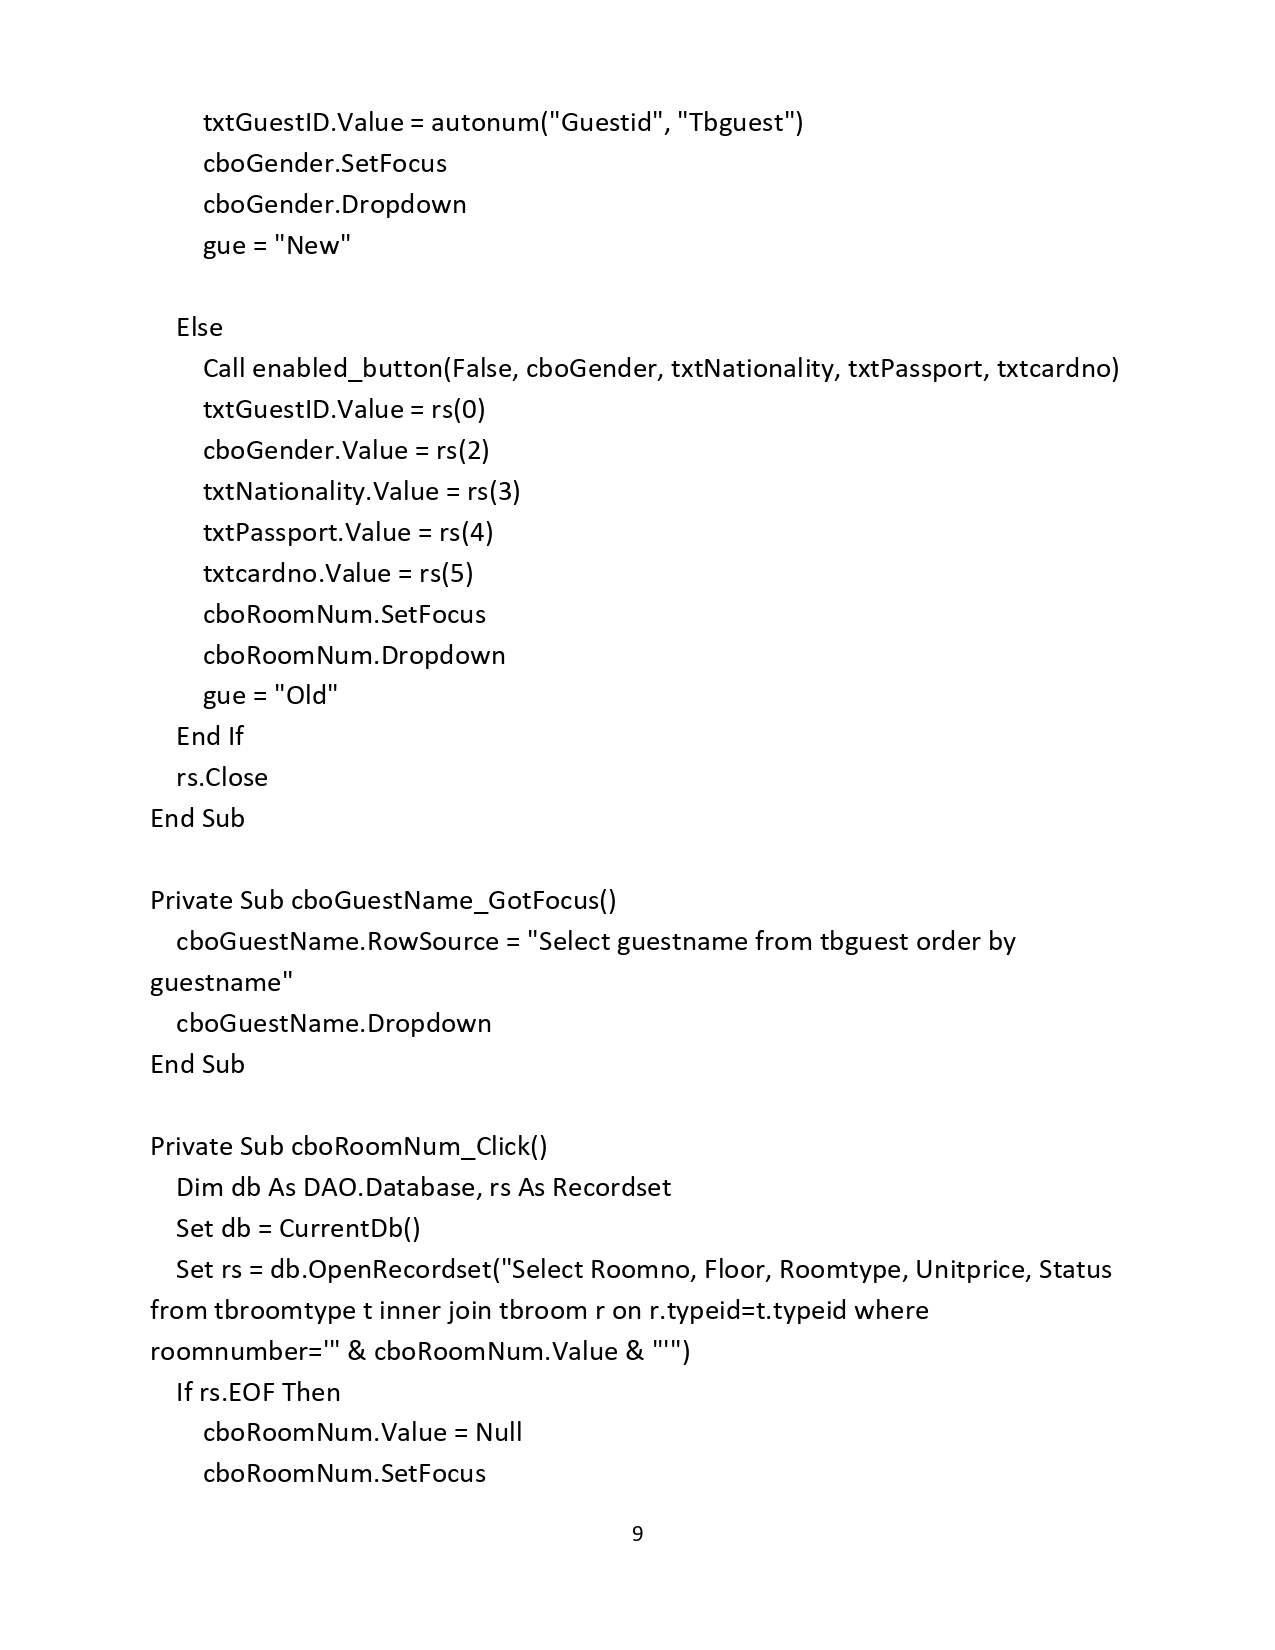 txtGuestID.Value = autonum("Guestid", "Tbguest")
cboGender.SetFocus
cboGender.Dropdown
gue = "New"
Else
Call enabled_button(False, cboGender, txtNationality, txtPassport, txtcardno)
txtGuestID.Value = rs(0)
cboGender.Value = rs(2)
txtNationality.Value = rs(3)
txtPassport.Value = rs(4)
txtcardno.Value = rs(5)
cboRoomNum.SetFocus
cboRoomNum.Dropdown
gue = "Old"
End If
rs.Close
End Sub
Private Sub cboGuestName_GotFocus()
cboGuestName.RowSource = "Select guestname from tbguest order by
guestname"
cboGuestName.Dropdown
End Sub
Private Sub cboRoomNum_Click()
Dim db As DAO.Database, rs As Recordset
Set db = CurrentDb()
Set rs = db.OpenRecordset("Select Roomno, Floor, Roomtype, Unitprice, Status
from tbroomtype t inner join tbroom r on r.typeid=t.typeid where
roomnumber='" & cboRoomNum.Value & "'")
If rs.EOF Then
cboRoomNum.Value = Null
cboRoomNum.SetFocus
9